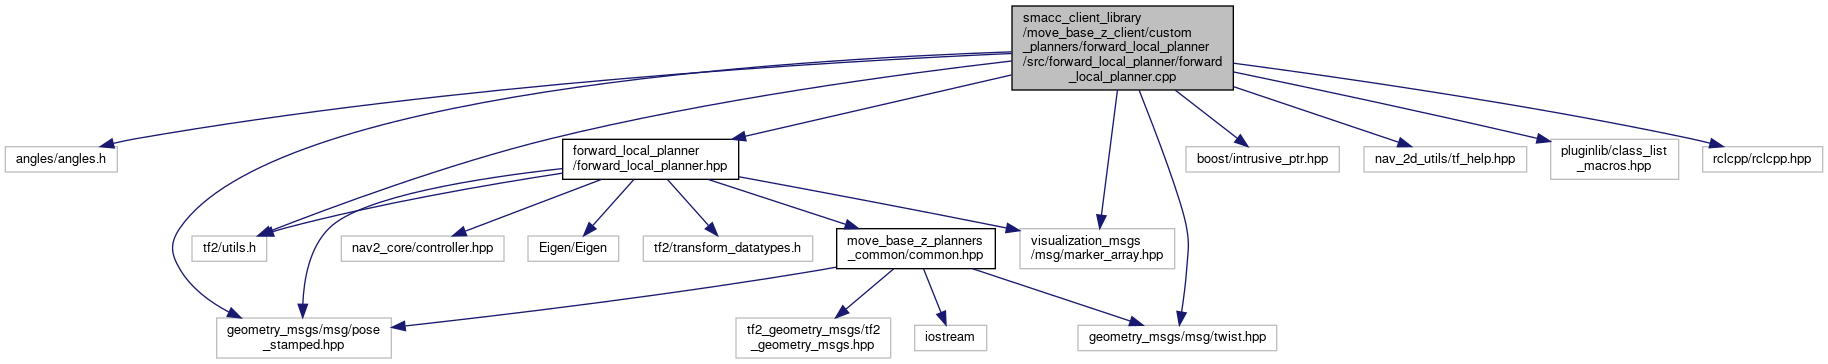 smacc_client_library
/move_base_z_client/custom
_planners/forward_local_planner
/src/forward_local_planner/forward
_local_planner.cpp
angles/angles.h
forward_local_planner
/forward_local_planner.hpp
boost/intrusive_ptr.hpp
nav_2d_utils/tf_help.hpp
pluginlib/class_list
_macros.hpp
rclcpp/rclcpp.hpp
tf2/utils.h
nav2_core/controller.hpp
Eigen/Eigen
tf2/transform_datatypes.h
move_base_z_planners
_common/common.hpp
visualization_msgs
/msg/marker_array.hpp
geometry_msgs/msg/pose
_stamped.hpp
tf2_geometry_msgs/tf2
_geometry_msgs.hpp
iostream
geometry_msgs/msg/twist.hpp